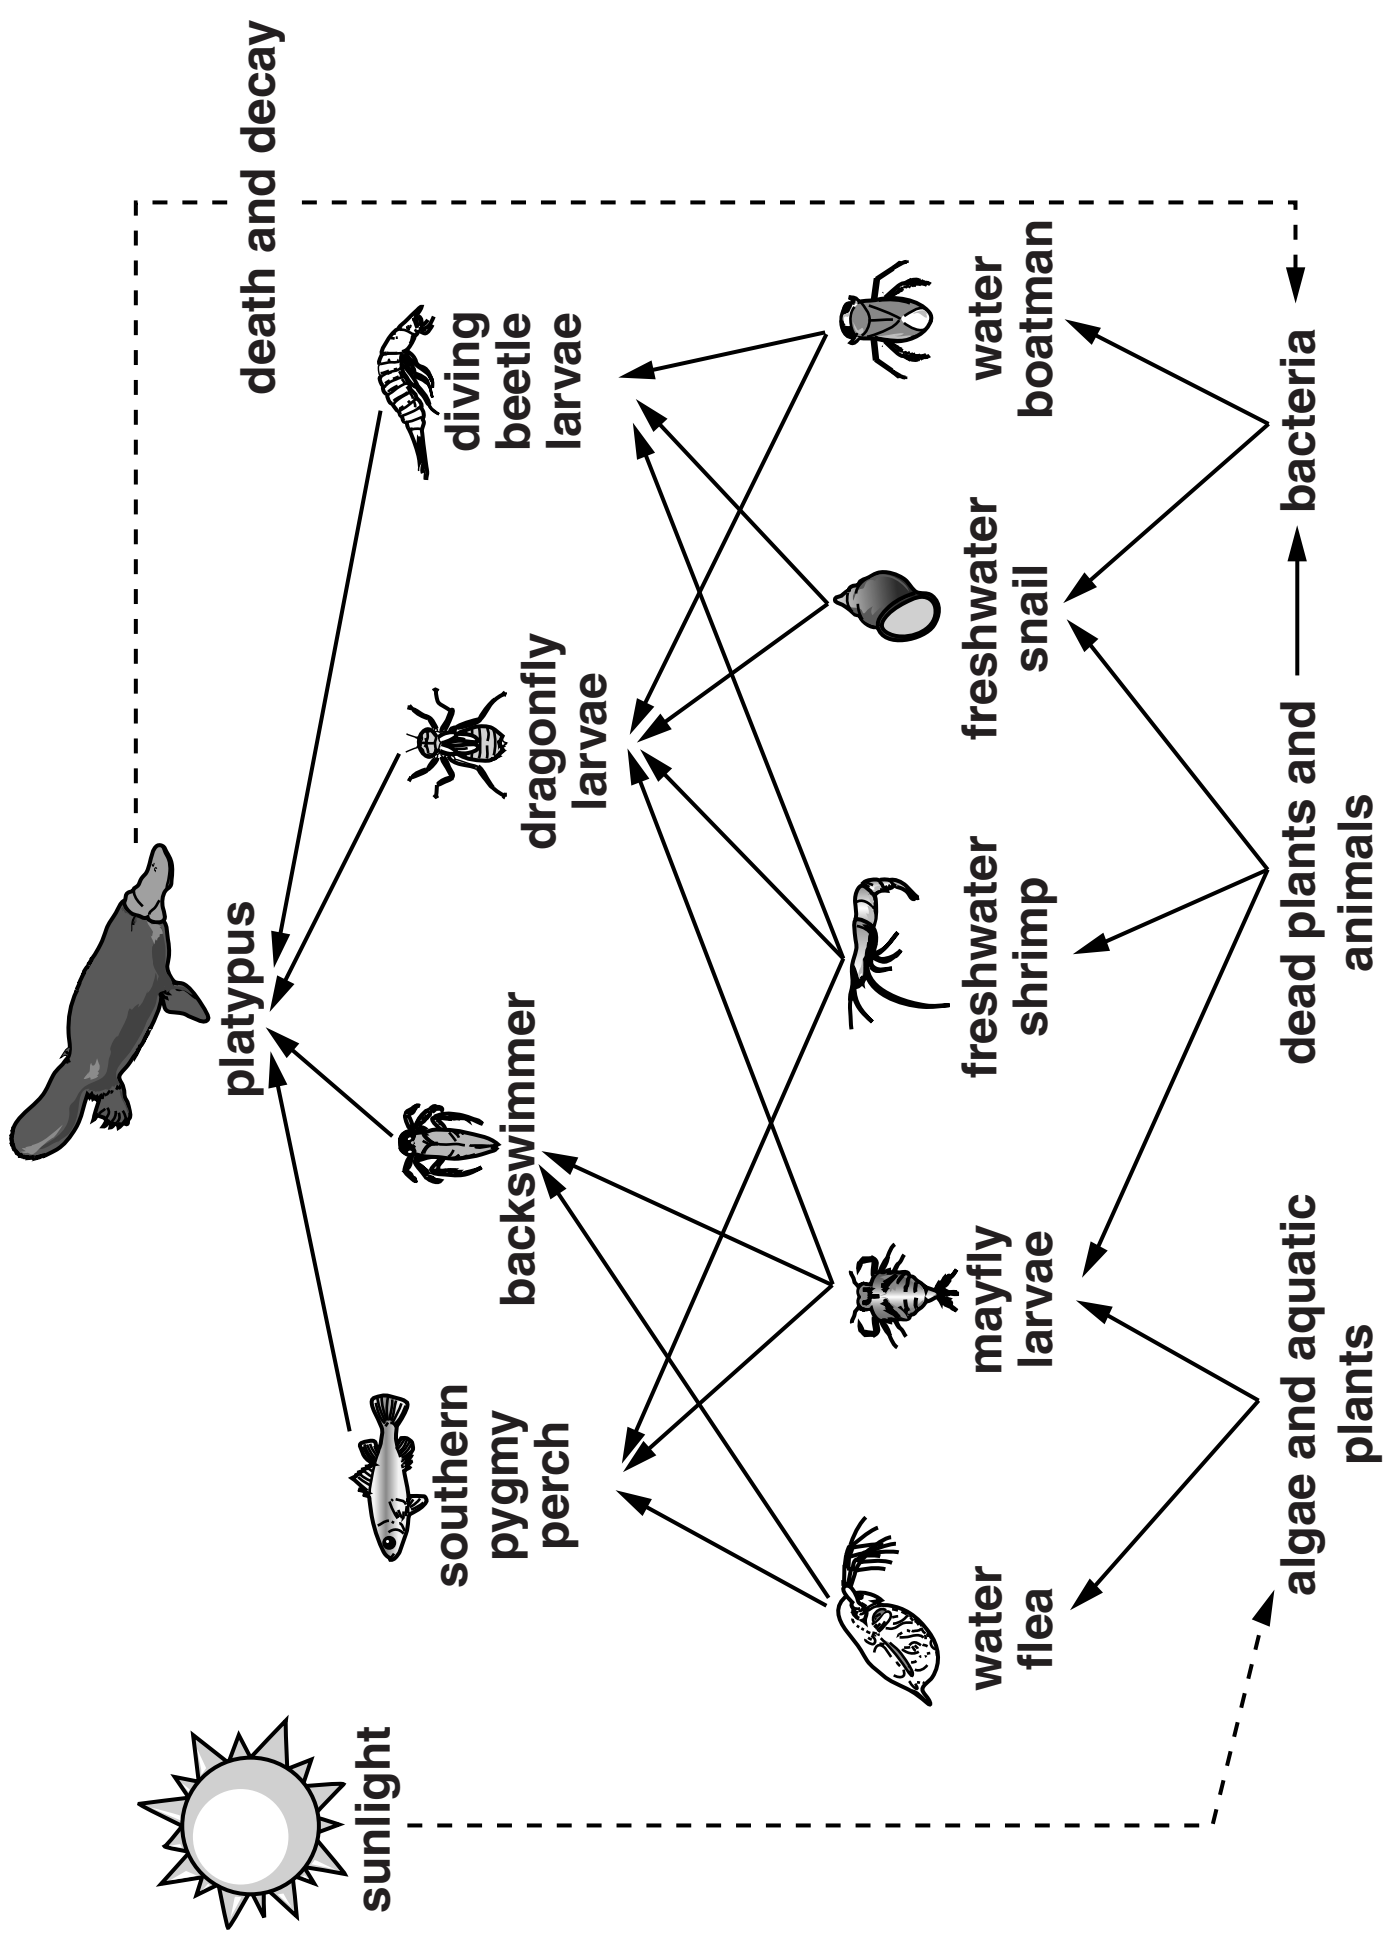 sunlight
platypus
death and decay
southern
pygmy
perch
backswimmer
dragonfly
larvae
diving
beetle
larvae
water
flea
mayfly
larvae
freshwater
shrimp
freshwater
snail
water
boatman
algae and aquatic
plants
dead plants and
animals
bacteria